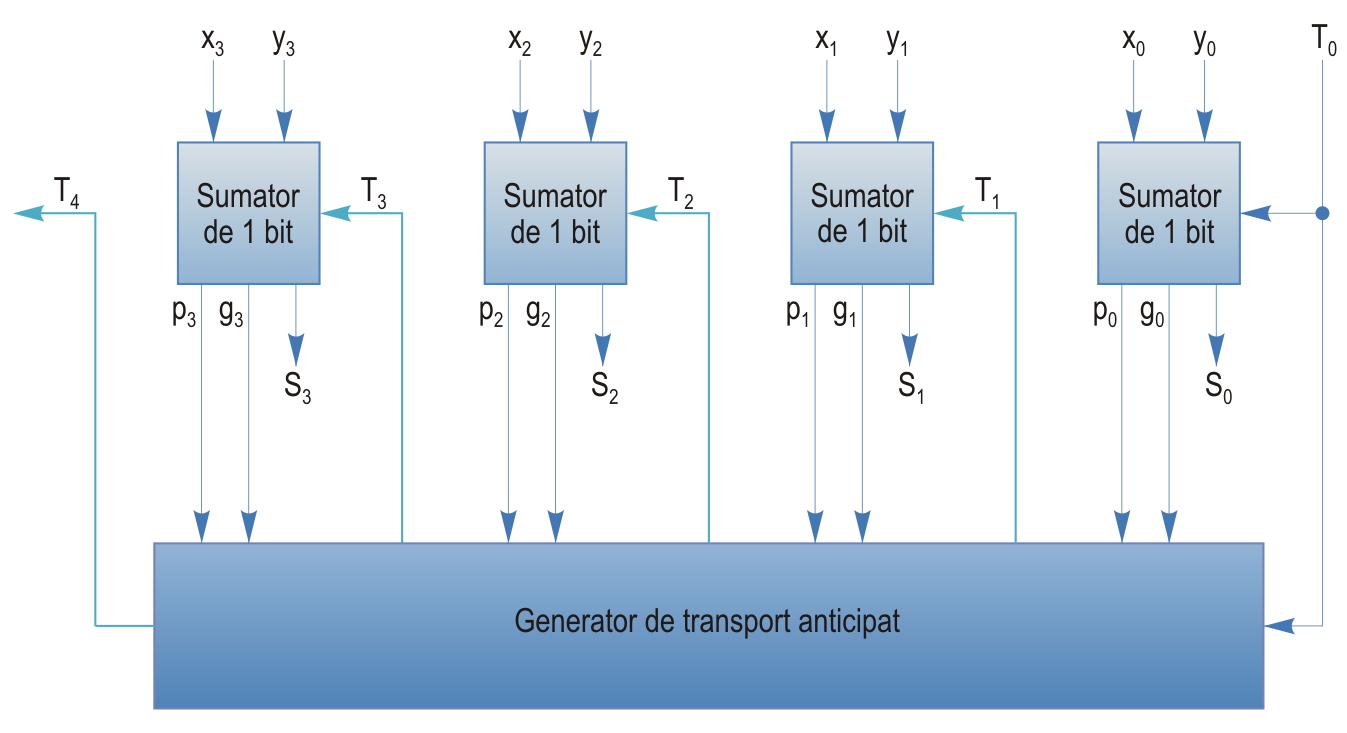 x3 y3 x2 y2 x1 y1 x0 y0 T0
T4 Sumator de 1 bit T3 Sumator de 1 bit T2 Sumator de 1 bit T1 Sumator de 1 bit
p3 g3 p2 g2 p1 g1 p0 g0
S3 S2 S1 S0
Generator de transport anticipat